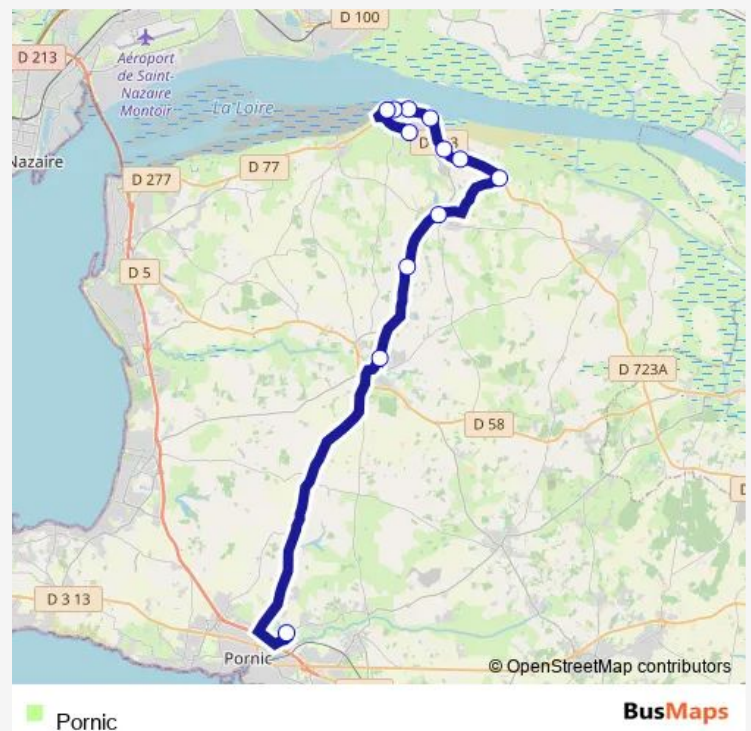 D 100
D 213
Aéroport
de Saint-
Nazaire
Montoir
La Loire
Nazaire
D 77
D 277
D 5
D 723A
D 58
D 3 13
Pornic
© OpenStreetMap contributors
Pornic
BusMaps